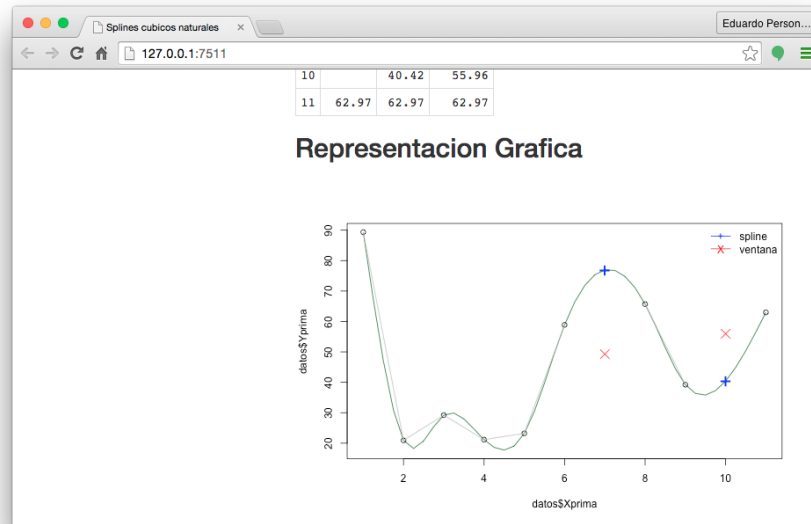 Splines cubicos naturales
Eduardo Person...
127.0.0.1:7511
10 40.42 55.96
11 62.97 62.97 62.97
Representacion Grafica
spline
ventana
datos$Yprima
90
80
70
60
50
40
30
20
2 4 6 8 10
datos$Xprima